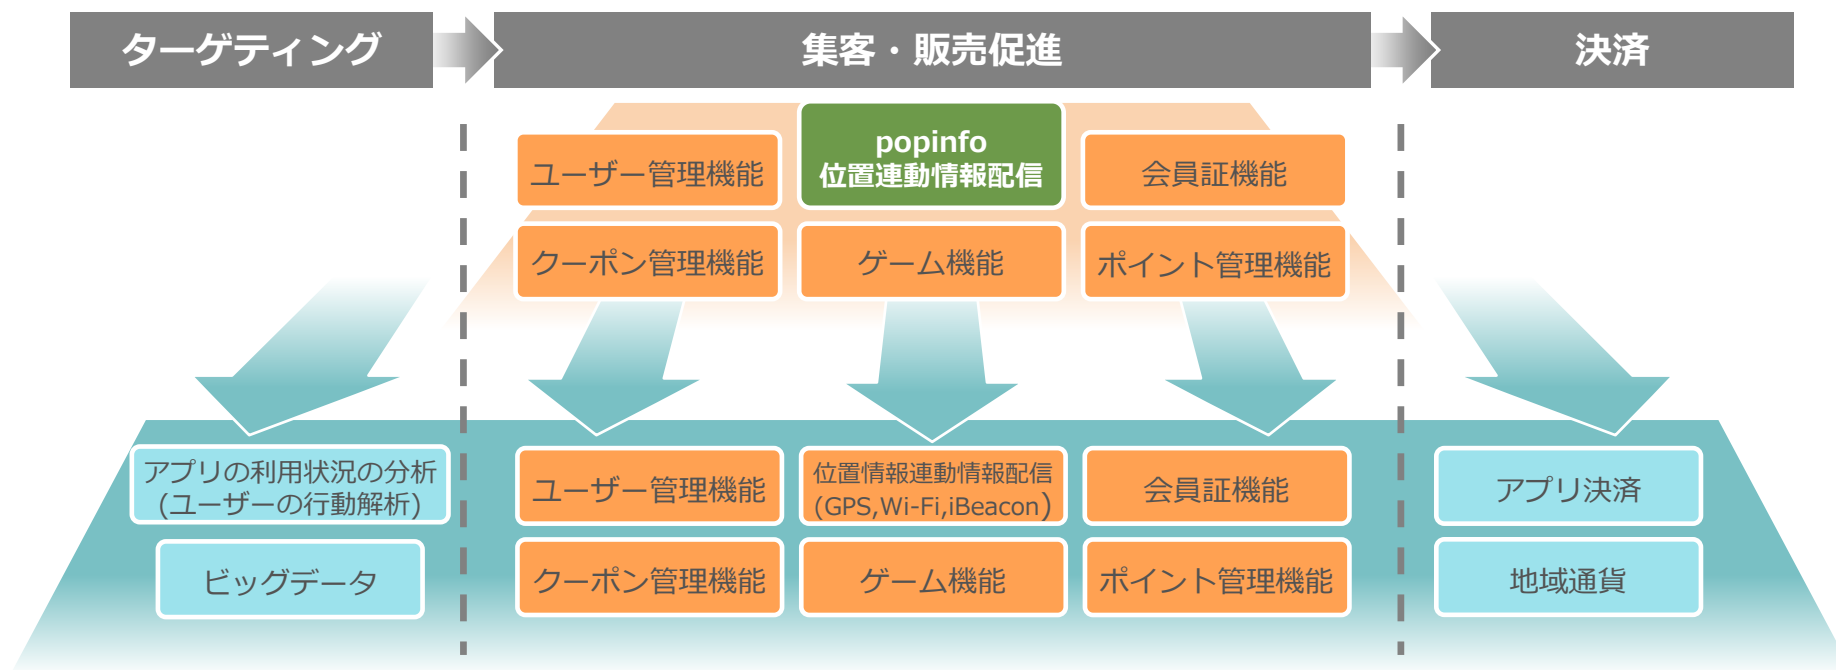 ターゲティング
集客・販売促進
決済
ユーザー管理機能
popinfo
位置連動情報配信
会員証機能
クーポン管理機能
ゲーム機能
ポイント管理機能
アプリの利用状況の分析
(ユーザーの行動解析)
ユーザー管理機能
位置情報連動情報配信
(GPS,Wi-Fi,iBeacon)
会員証機能
アプリ決済
ビッグデータ
クーポン管理機能
ゲーム機能
ポイント管理機能
地域通貨